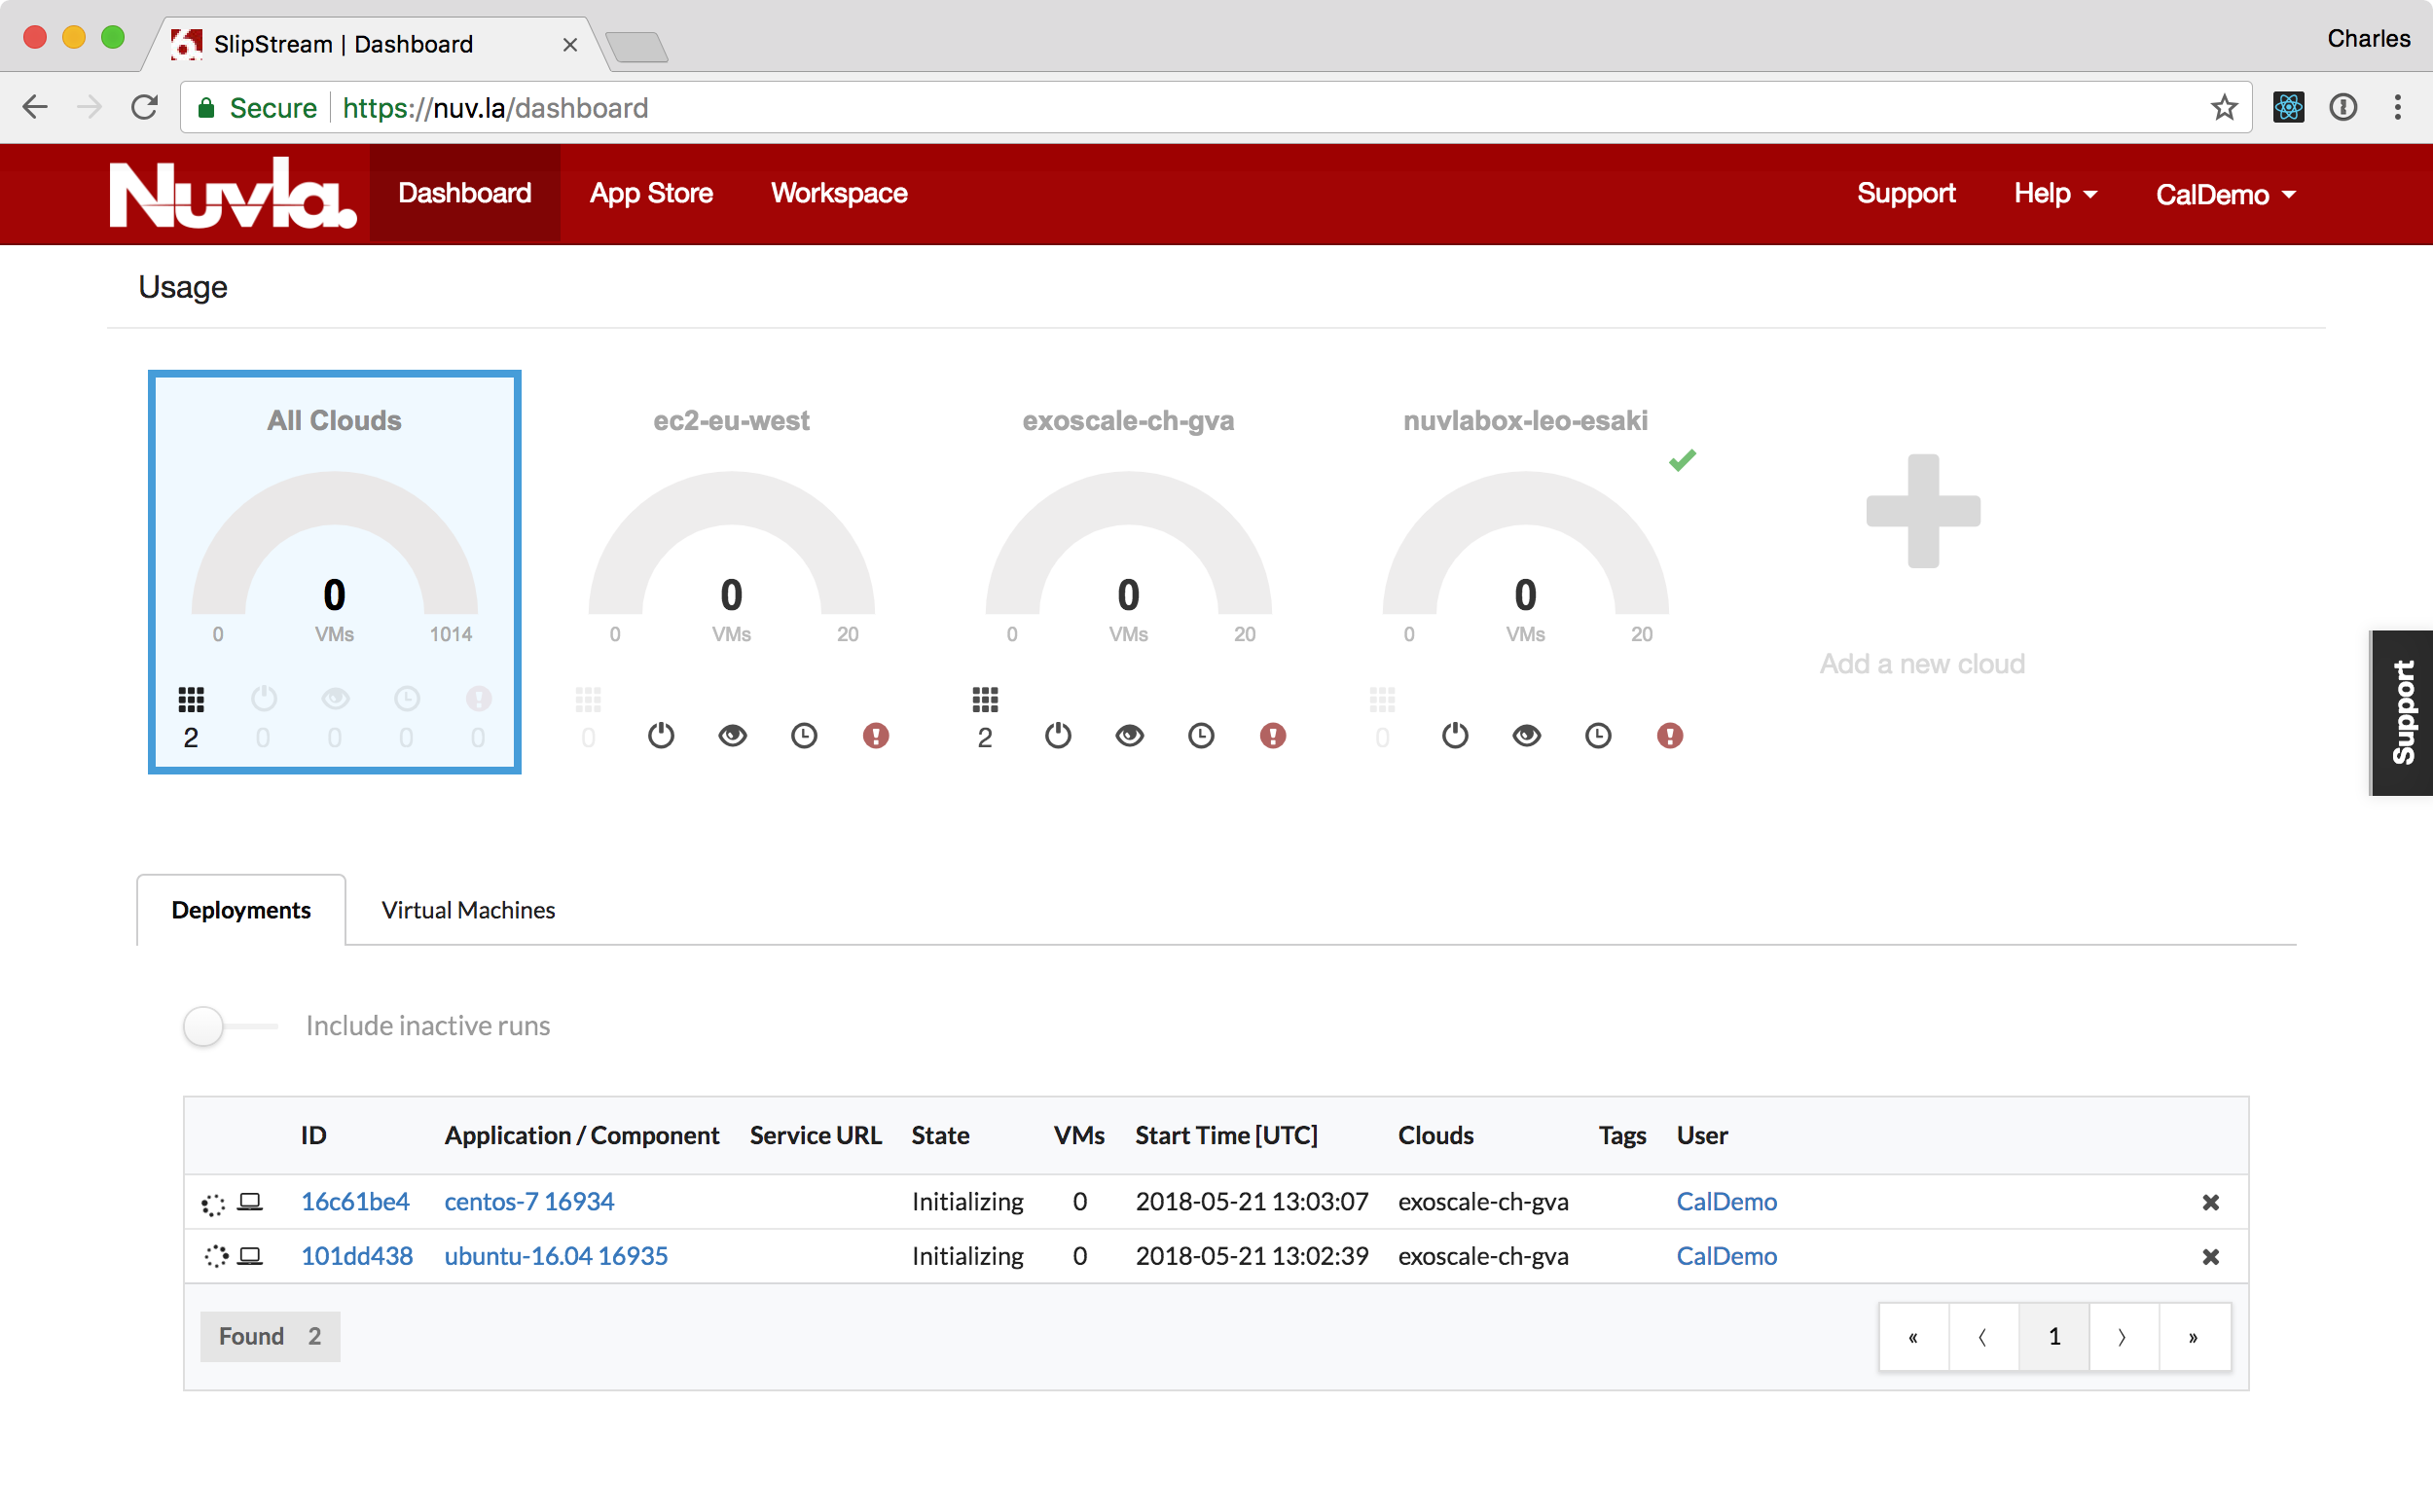 SlipStream | Dashboard
Charles
Secure https://nuv.la/dashboard
Nuvla. Dashboard App Store Workspace Support Help CalDemo
Usage
All Clouds ec2-eu-west exoscale-ch-gva nuvlabox-leo-esaki
0 0 0 0
0 VMs 1014 0 VMs 20 0 VMs 20 0 VMs 20
Add a new cloud
2 0 0 0 0 0 2 0
Support
Deployments Virtual Machines
Include inactive runs
ID Application / Component Service URL State VMs Start Time [UTC] Clouds Tags User
16c61be4 centos-7 16934 Initializing 0 2018-05-21 13:03:07 exoscale-ch-gva CalDemo
101dd438 ubuntu-16.04 16935 Initializing 0 2018-05-21 13:02:39 exoscale-ch-gva CalDemo
Found 2
« 〈 1 〉 »